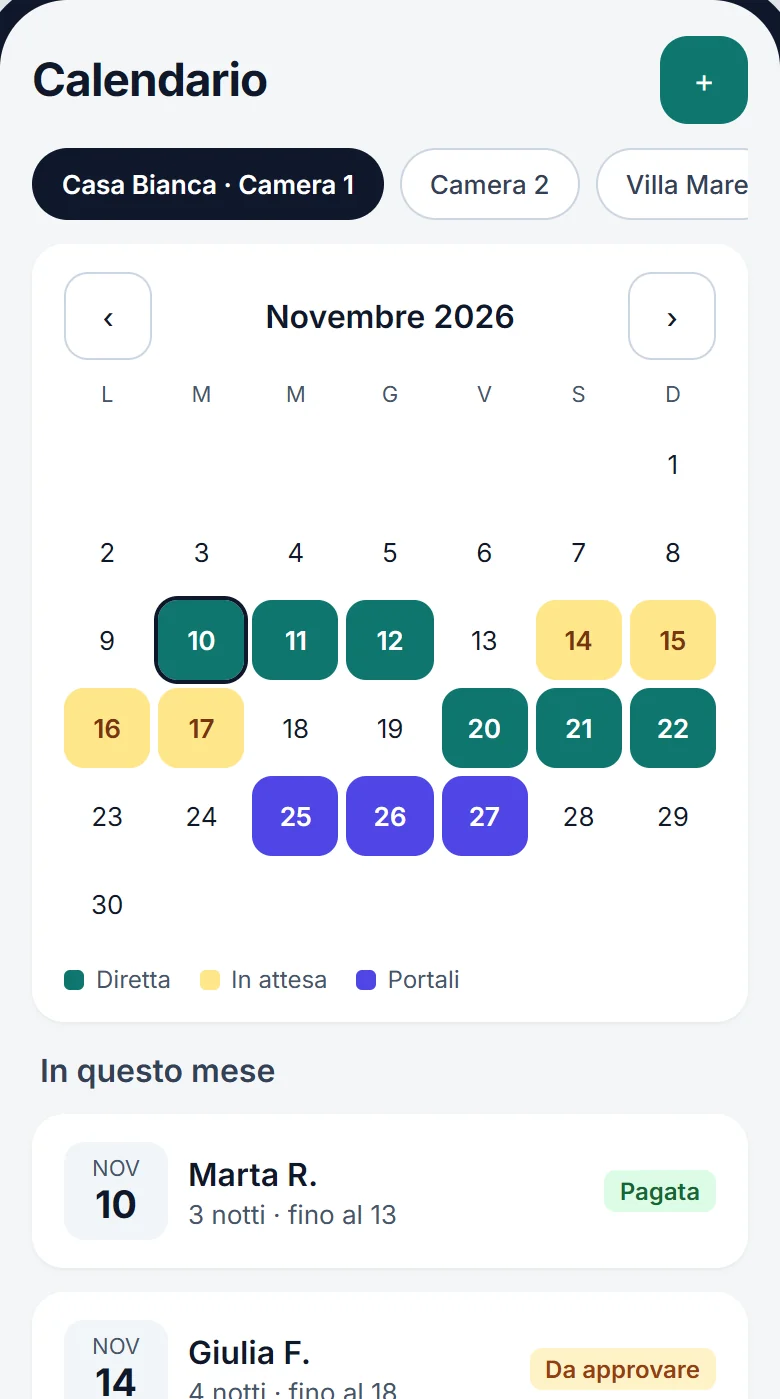 Calendario
+
Casa Bianca · Camera 1 Camera 2 Villa Mare
‹ Novembre 2026 ›
L M M G V S D
1
2 3 4 5 6 7 8
9 10 11 12 13 14 15
16 17 18 19 20 21 22
23 24 25 26 27 28 29
30
Diretta In attesa Portali
In questo mese
NOV
10
Marta R.
3 notti · fino al 13
Pagata
NOV
14
Giulia F.
4 notti · fino al 18
Da approvare